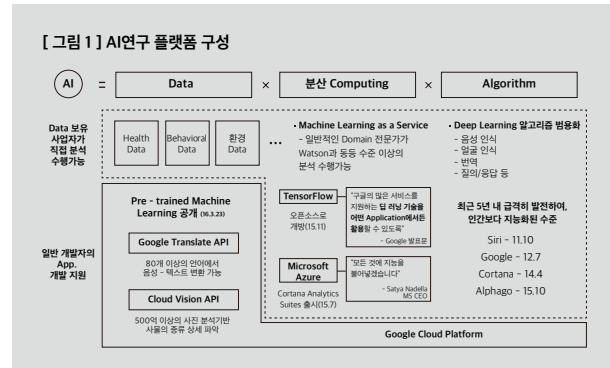 [ 그림 1 ] AI연구 플랫폼 구성
AI = Data × 분산 Computing × Algorithm
Data 보유
사업자가
직접 분석
수행가능
Health
Data
Behavioral
Data
환경
Data
...
· Machine Learning as a Service
- 일반적인 Domain 전문가가
Watson과 동등 수준 이상의
분석 수행 가능
· Deep Learning 알고리즘 범용화
- 음성 인식
- 얼굴 인식
- 번역
- 질의/응답 등
일반 개발자의
App.
개발 지원
Pre - trained Machine
Learning 공개 (16.3.23)
Google Translate API
80개 이상의 언어에서
음성 - 텍스트 변환 가능
Cloud Vision API
500억 이상의 사진 분석기반
사물의 종류 상세 파악
TensorFlow
오픈소스로
개방(15.11)
"구글의 많은 서비스를
지원하는 딥 러닝 기술을
어떤 Application에서든
활용할 수 있도록"
- Google 발표문
Microsoft
Azure
Cortana Analytics
Suites 출시(15.7)
"모든 것에 지능을
불어넣겠습니다"
- Satya Nadella
MS CEO
최근 5년 내 급격히 발전하여,
인간보다 지능화된 수준
Siri - 11.10
Google - 12.7
Cortana - 14.4
Alphago - 15.10
Google Cloud Platform